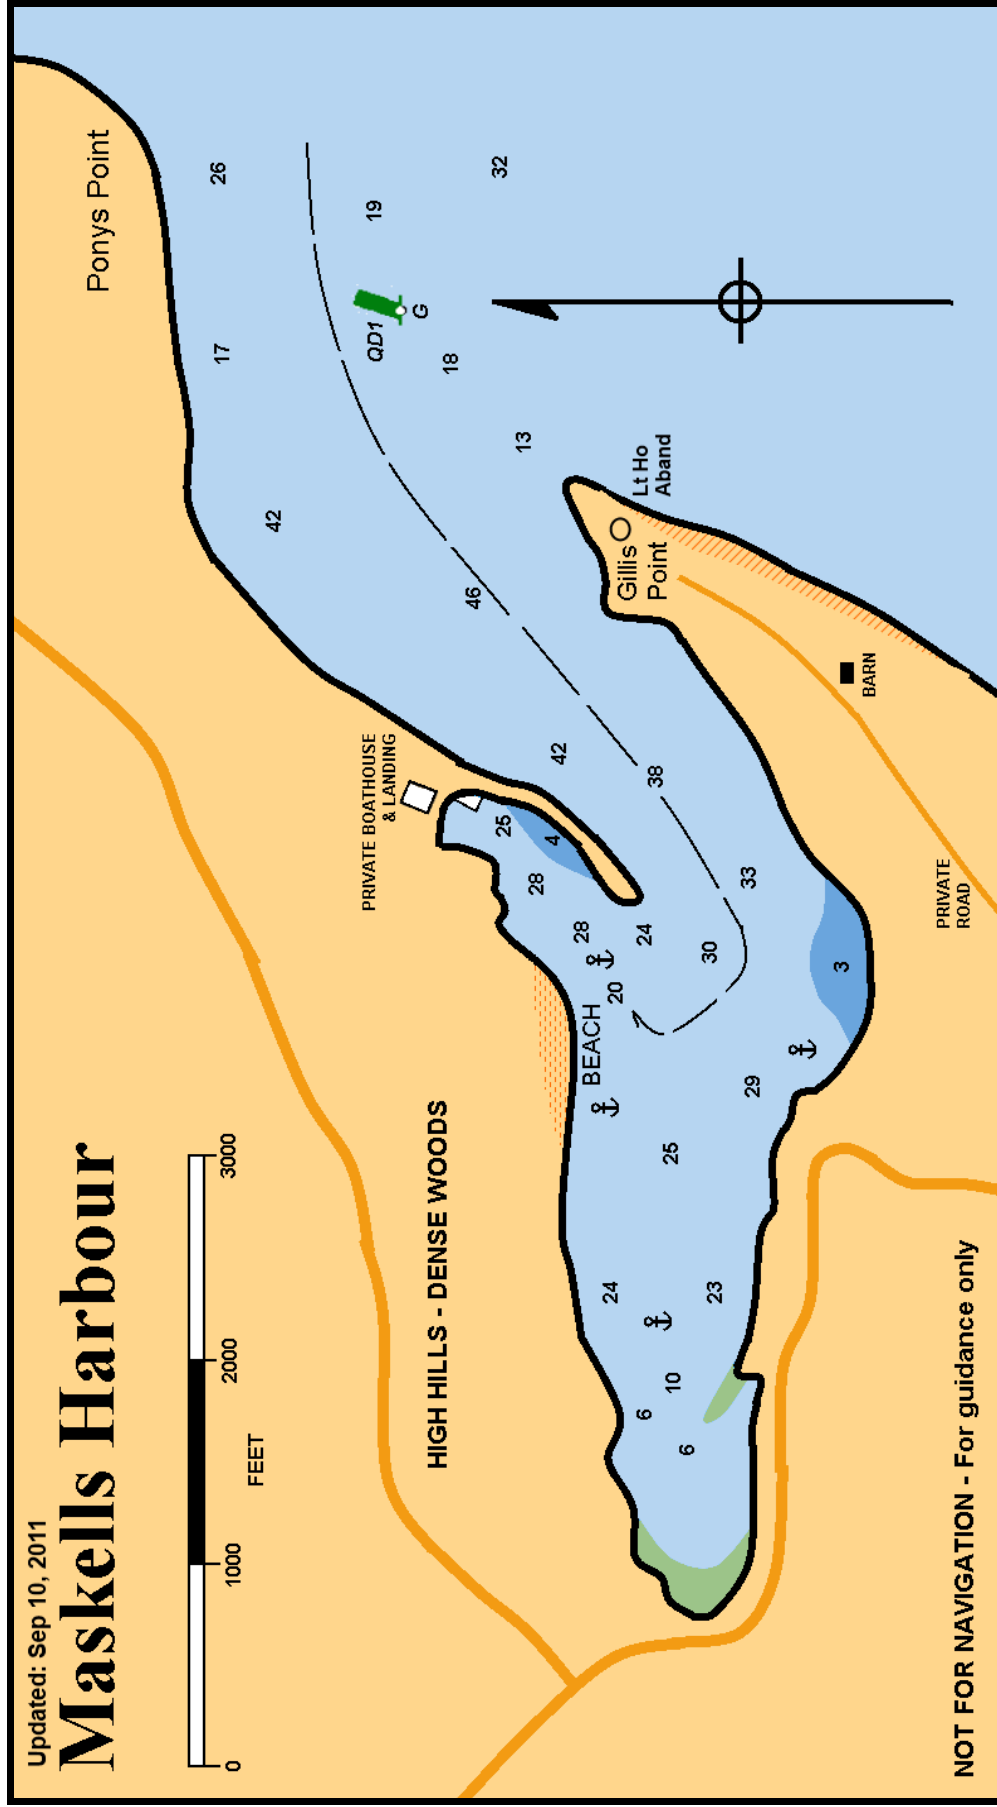 Updated: Sep 10, 2011
Maskells Harbour
0
1000
2000
3000
FEET
HIGH HILLS - DENSE WOODS
PRIVATE BOATHOUSE
& LANDING
Ponys Point
26
17
42
19
32
QD1
G
18
13
46
42
38
25
4
28
28
24
20
30
33
3
BEACH
29
25
24
23
10
6
6
Gillis
Point
Lt Ho
Aband
BARN
PRIVATE
ROAD
NOT FOR NAVIGATION - For guidance only